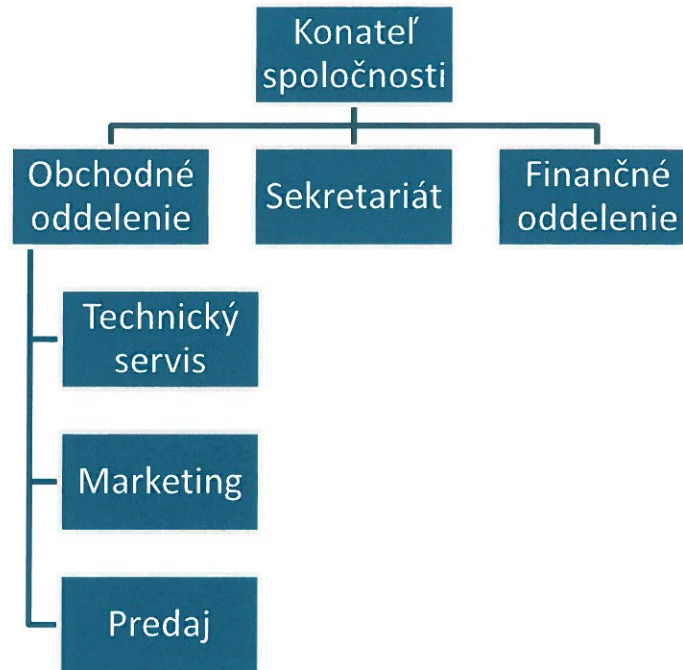 Konateľ
spoločnosti
Obchodné
oddelenie
Sekretariát
Finančné
oddelenie
Technický
servis
Marketing
Predaj